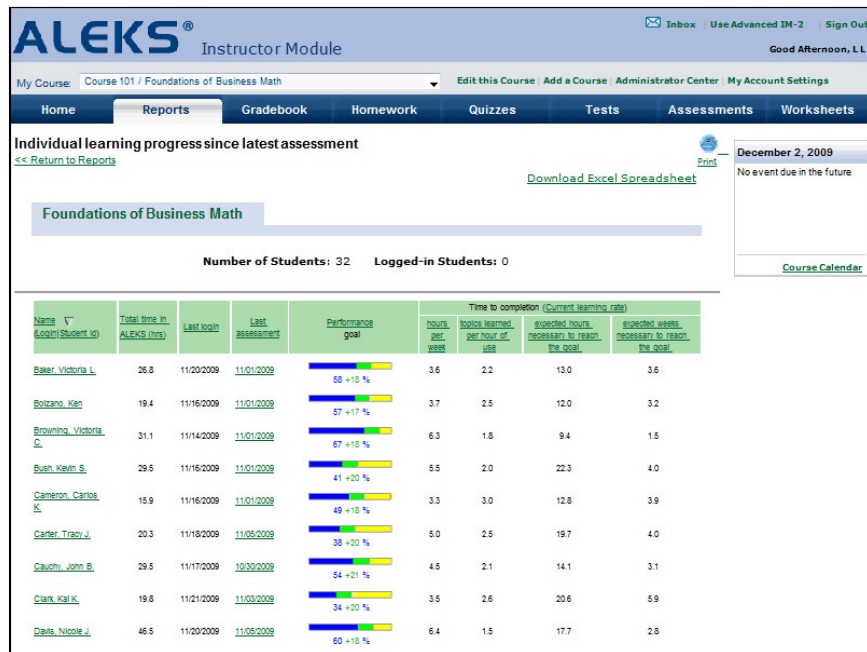 ALEKS®
Instructor Module
Inbox | Use Advanced IM-2 | Sign Out
Good Afternoon, L L
My Course: Course 101 / Foundations of Business Math
Edit this Course | Add a Course | Administrator Center | My Account Settings
Home Reports Gradebook Homework Quizzes Tests Assessments Worksheets
Individual learning progress since latest assessment
<< Return to Reports
Print
Download Excel Spreadsheet
December 2, 2009
No event due in the future
Course Calendar
Foundations of Business Math
Number of Students: 32 Logged-in Students: 0
Time to completion (Current learning rate)
Name
(Login|Student Id)
Total time in
ALEKS (hrs)
Last login
Last
assessment
Performance
goal
hours
per
week
topics learned
per hour of
use
expected hours
necessary to reach
the goal
expected weeks
necessary to reach
the goal
Baker, Victoria L. 26.8 11/20/2009 11/01/2009 58 +18 % 3.6 2.2 13.0 3.6
Bolzano, Ken 19.4 11/16/2009 11/01/2009 57 +17 % 3.7 2.5 12.0 3.2
Browning, Victoria
C. 31.1 11/14/2009 11/01/2009 67 +18 % 6.3 1.8 9.4 1.5
Bush, Kevin S. 29.5 11/16/2009 11/01/2009 41 +20 % 5.5 2.0 22.3 4.0
Cameron, Carlos
K. 15.9 11/16/2009 11/01/2009 49 +18 % 3.3 3.0 12.8 3.9
Carter, Tracy J. 20.3 11/18/2009 11/05/2009 38 +20 % 5.0 2.5 19.7 4.0
Cauchy, John B. 29.5 11/17/2009 10/30/2009 54 +21 % 4.5 2.1 14.1 3.1
Clark, Kai K. 19.8 11/21/2009 11/03/2009 34 +20 % 3.5 2.6 20.6 5.9
Davis, Nicole J. 46.5 11/20/2009 11/05/2009 60 +18 % 6.4 1.5 17.7 2.8